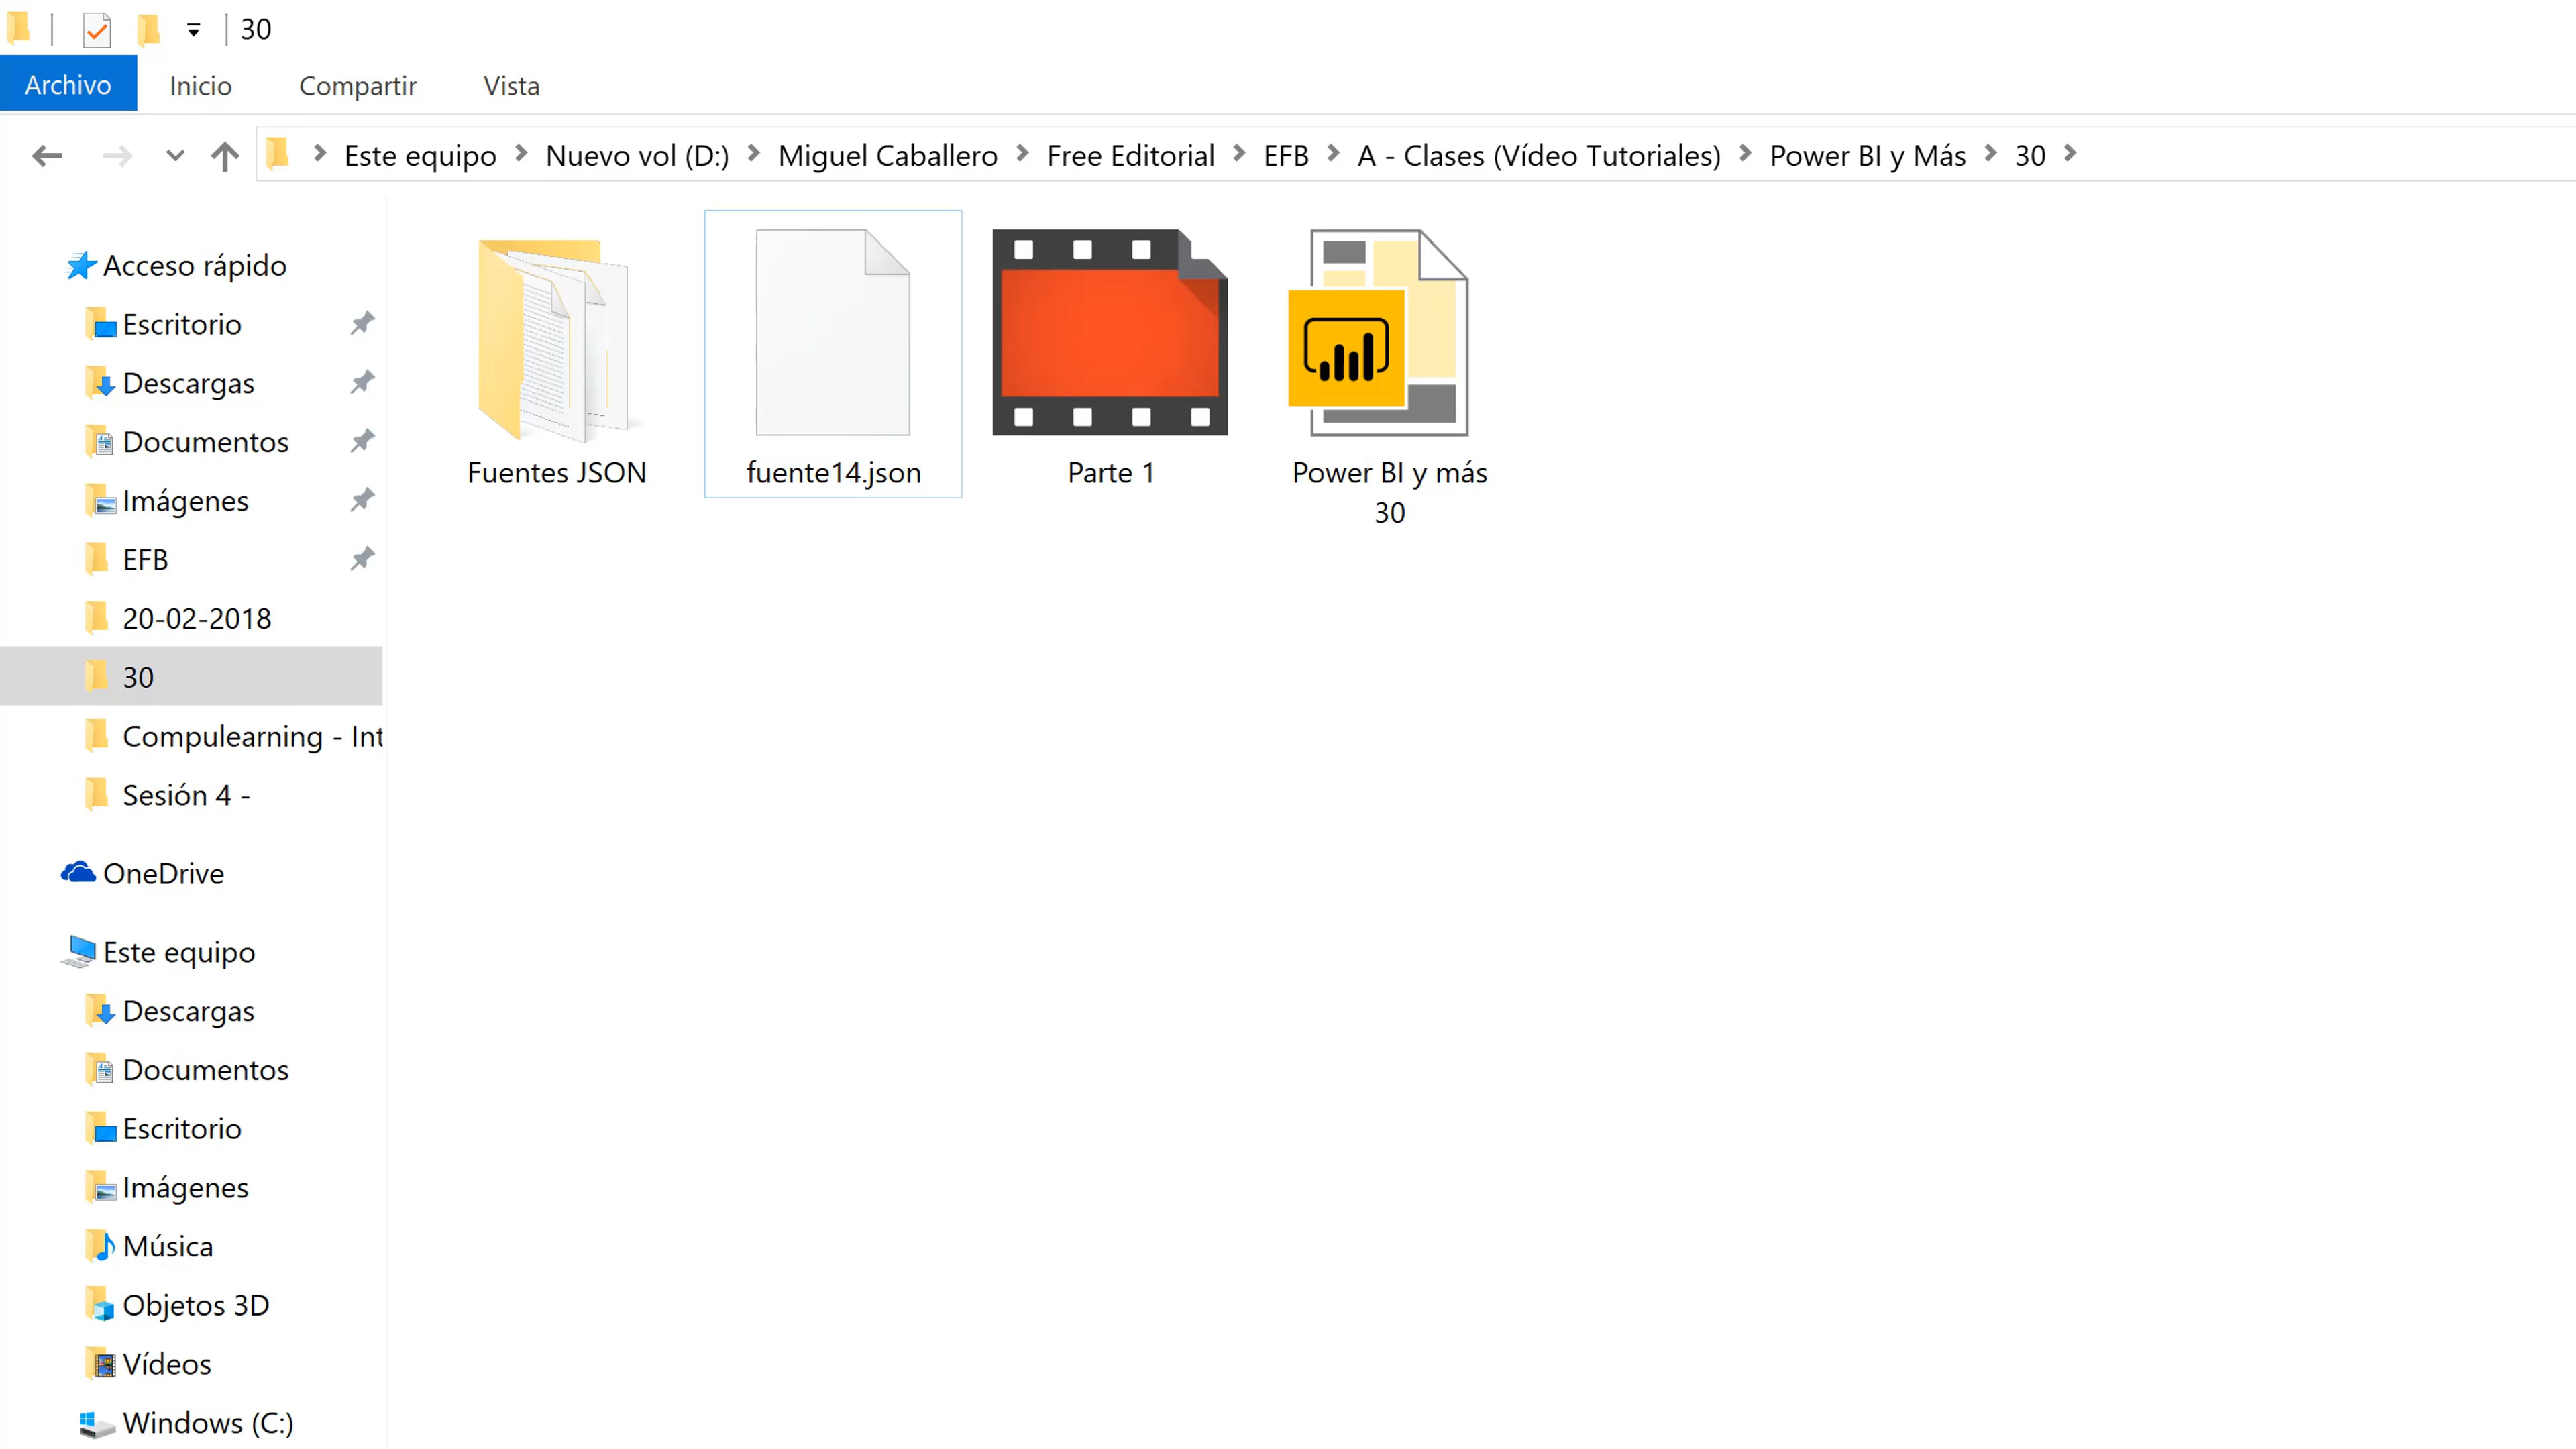 30
Archivo Inicio Compartir Vista
Este equipo Nuevo vol (D:) Miguel Caballero Free Editorial EFB A - Clases (Vídeo Tutoriales) Power BI y Más 30
Acceso rápido
Escritorio
Descargas
Documentos
Imágenes
EFB
20-02-2018
30
Compulearning - Int
Sesión 4 -
OneDrive
Este equipo
Descargas
Documentos
Escritorio
Imágenes
Música
Objetos 3D
Vídeos
Windows (C:)
Fuentes JSON
fuente14.json
Parte 1
Power BI y más
30